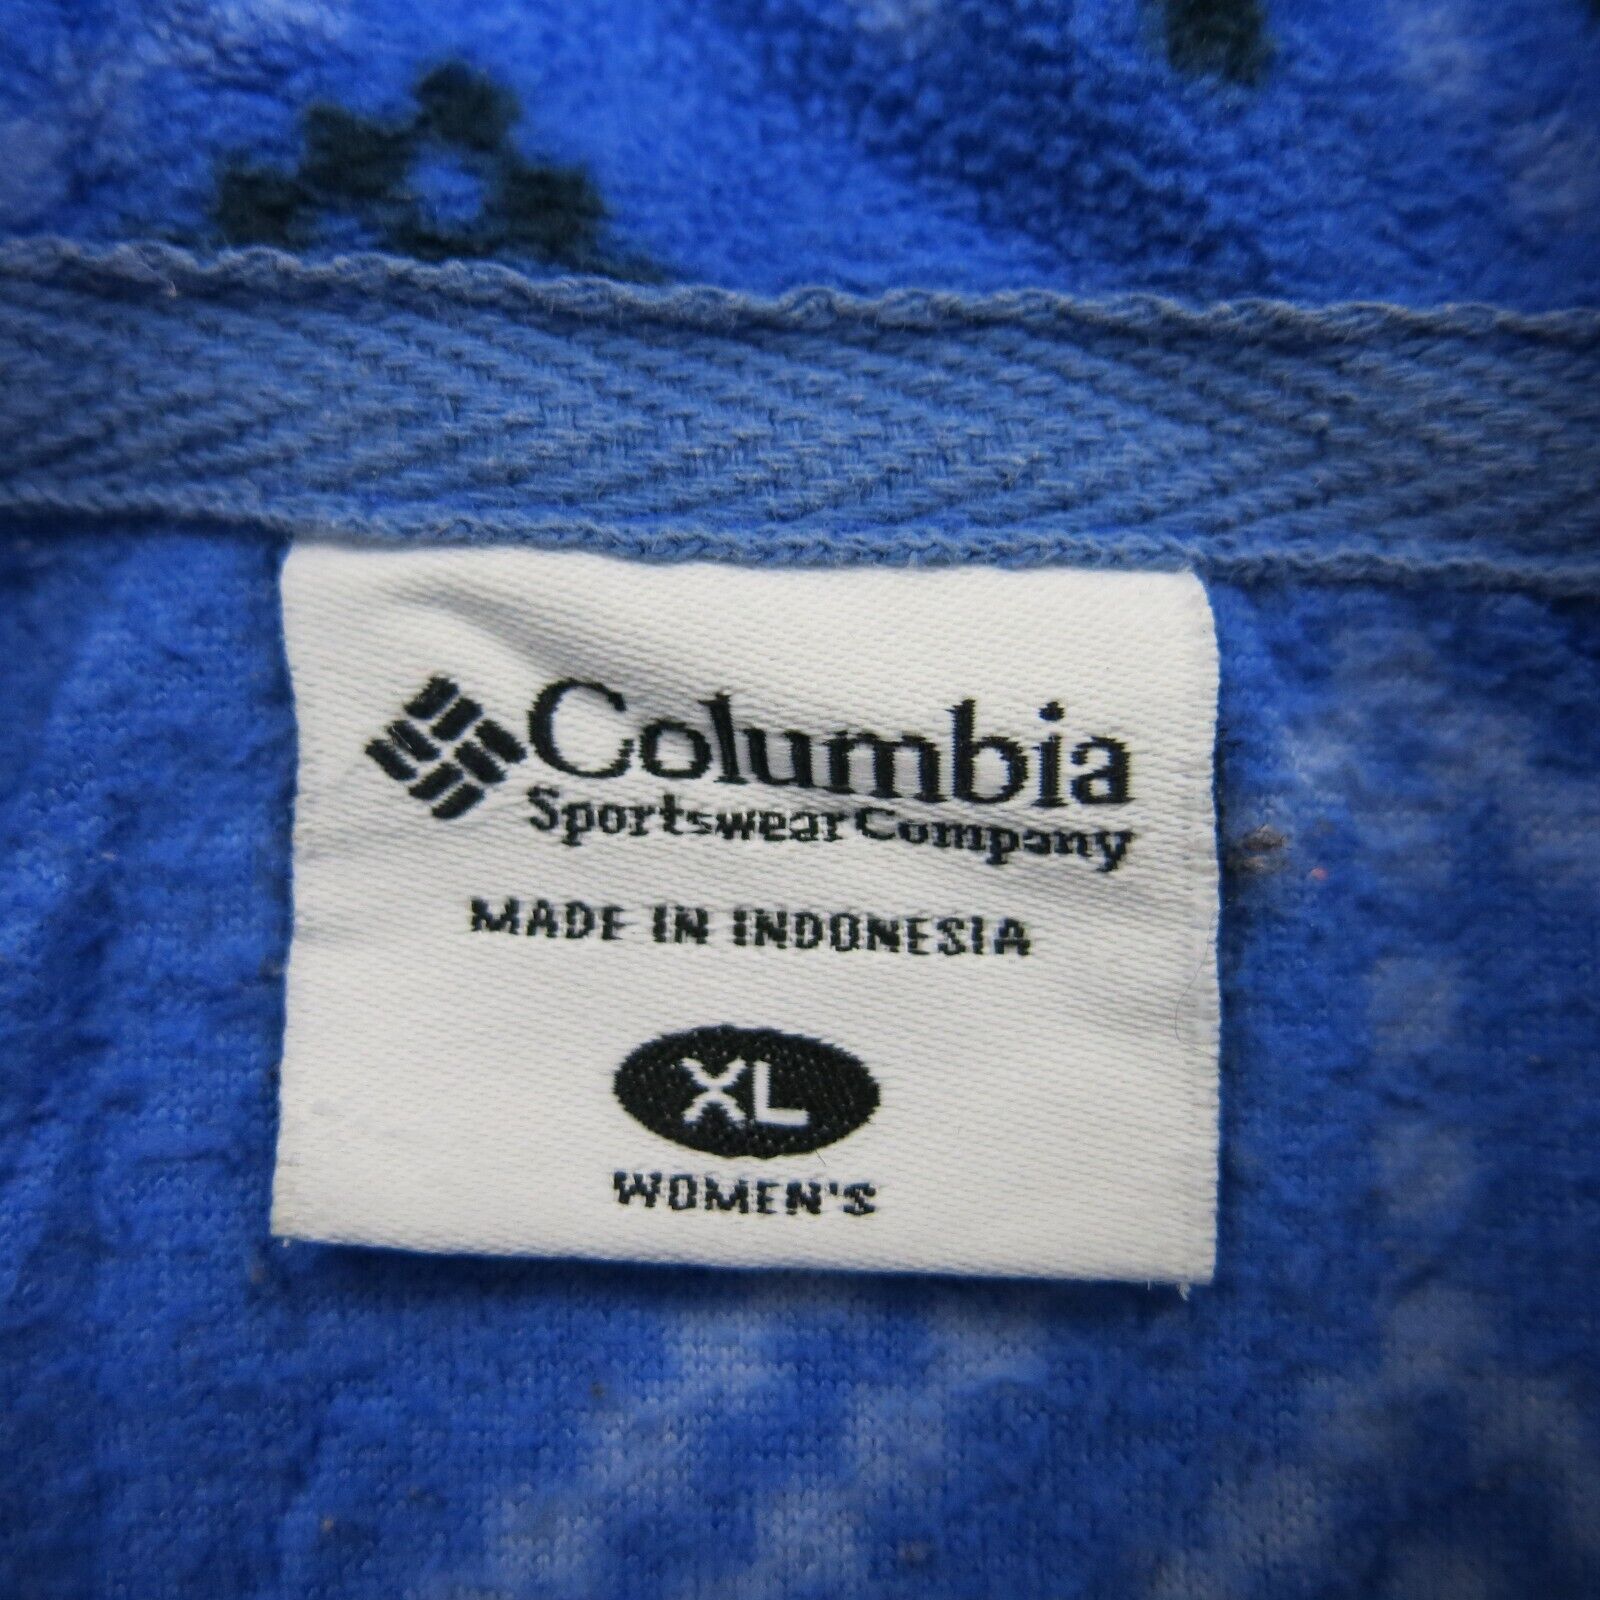 Columbia
Sportswear Company
MADE IN INDONESIA
XL
WOMEN'S